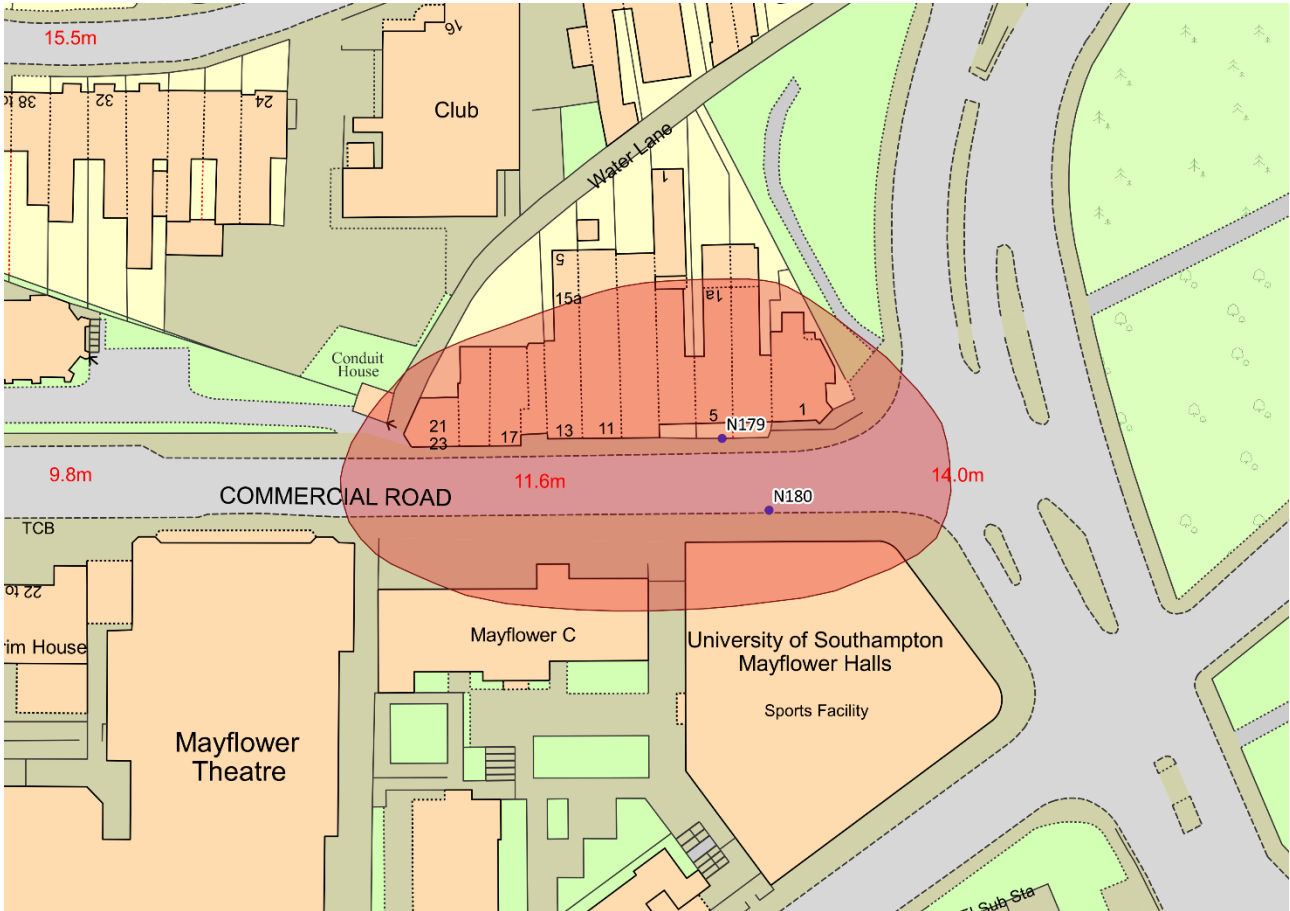 15.5m
16
38 to
32
24
Club
Water Lane
1
5
15a
1a
Conduit
House
21
23
17
13
11
5
1
N179
9.8m
11.6m
14.0m
COMMERCIAL ROAD
N180
TCB
22 to
rim House
Mayflower C
University of Southampton
Mayflower Halls
Sports Facility
Mayflower
Theatre
El Sub Sta